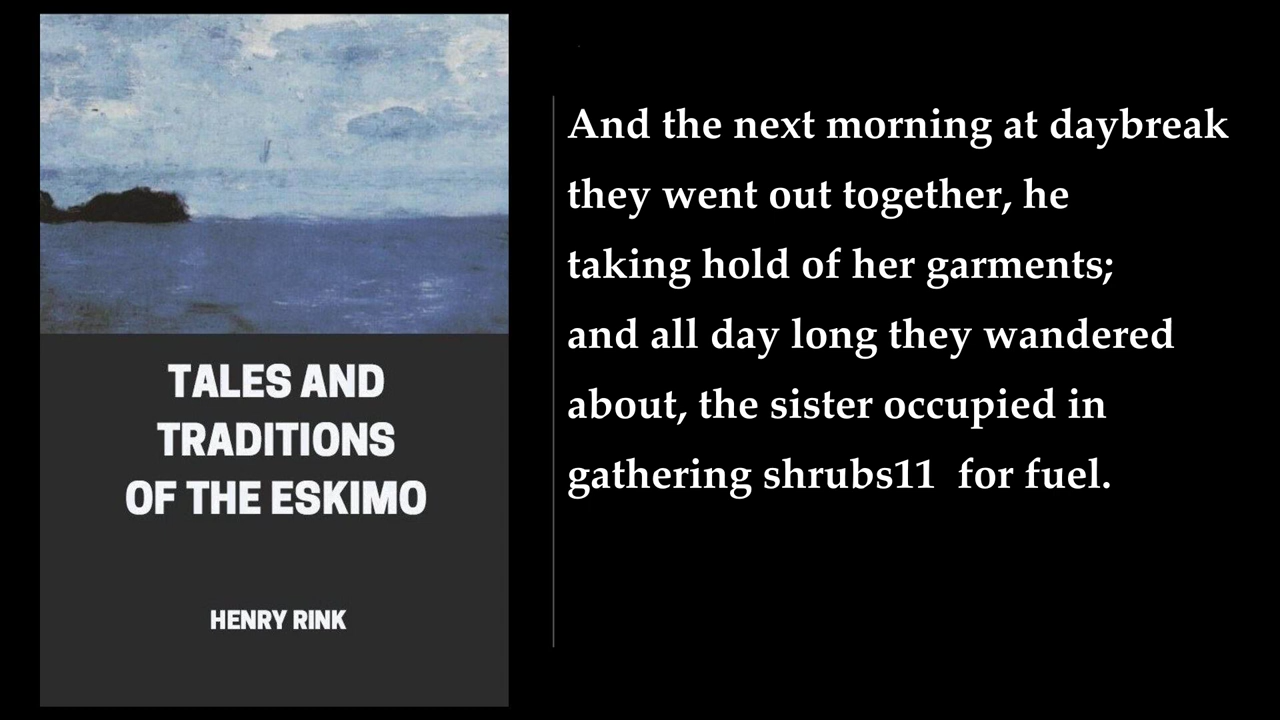 TALES AND
TRADITIONS
OF THE ESKIMO
HENRY RINK
And the next morning at daybreak
they went out together, he
taking hold of her garments;
and all day long they wandered
about, the sister occupied in
gathering shrubs11  for fuel.